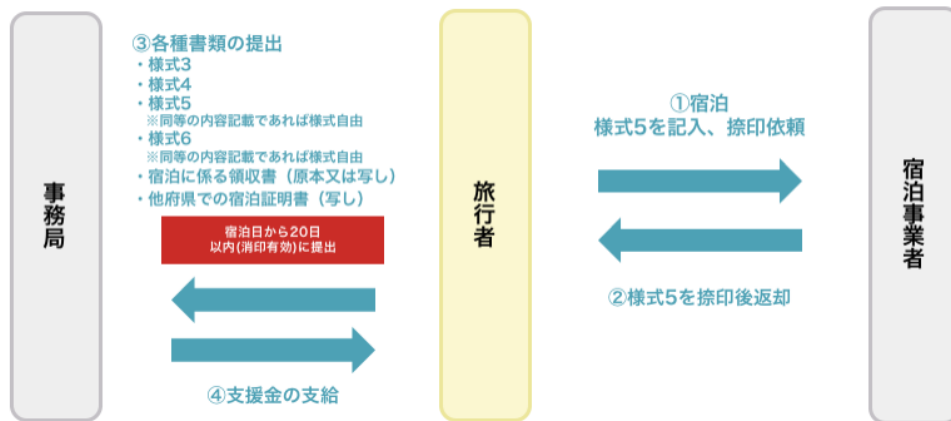 事務局
③各種書類の提出
・様式3
・様式4
・様式5
※同等の内容記載であれば様式自由
・様式6
※同等の内容記載であれば様式自由
・宿泊に係る領収書（原本又は写し）
・他府県での宿泊証明書（写し）
宿泊日から20日
以内(消印有効)に提出
④支援金の支給
旅行者
①宿泊
様式5を記入、捺印依頼
②様式5を捺印後返却
宿泊事業者